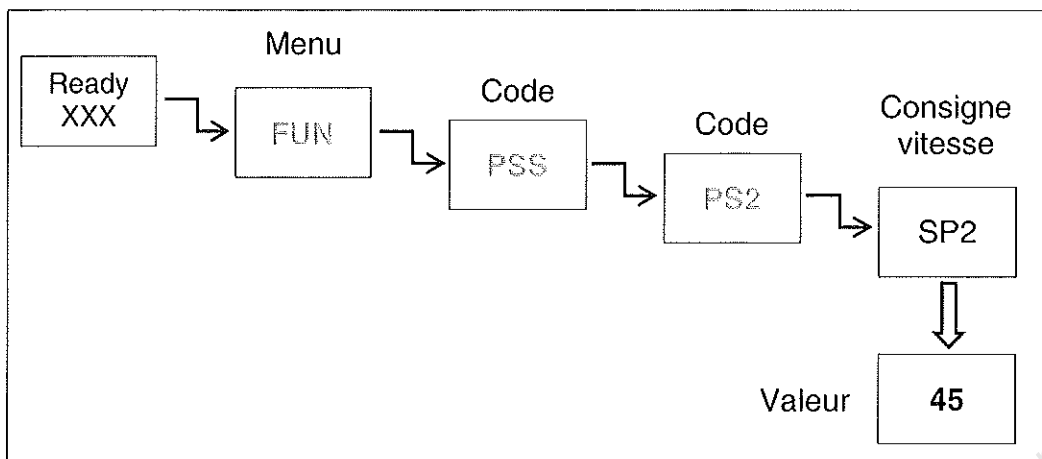 Ready
XXX
Menu
FUN
Code
PSS
Code
PS2
Consigne
vitesse
SP2
Valeur
45